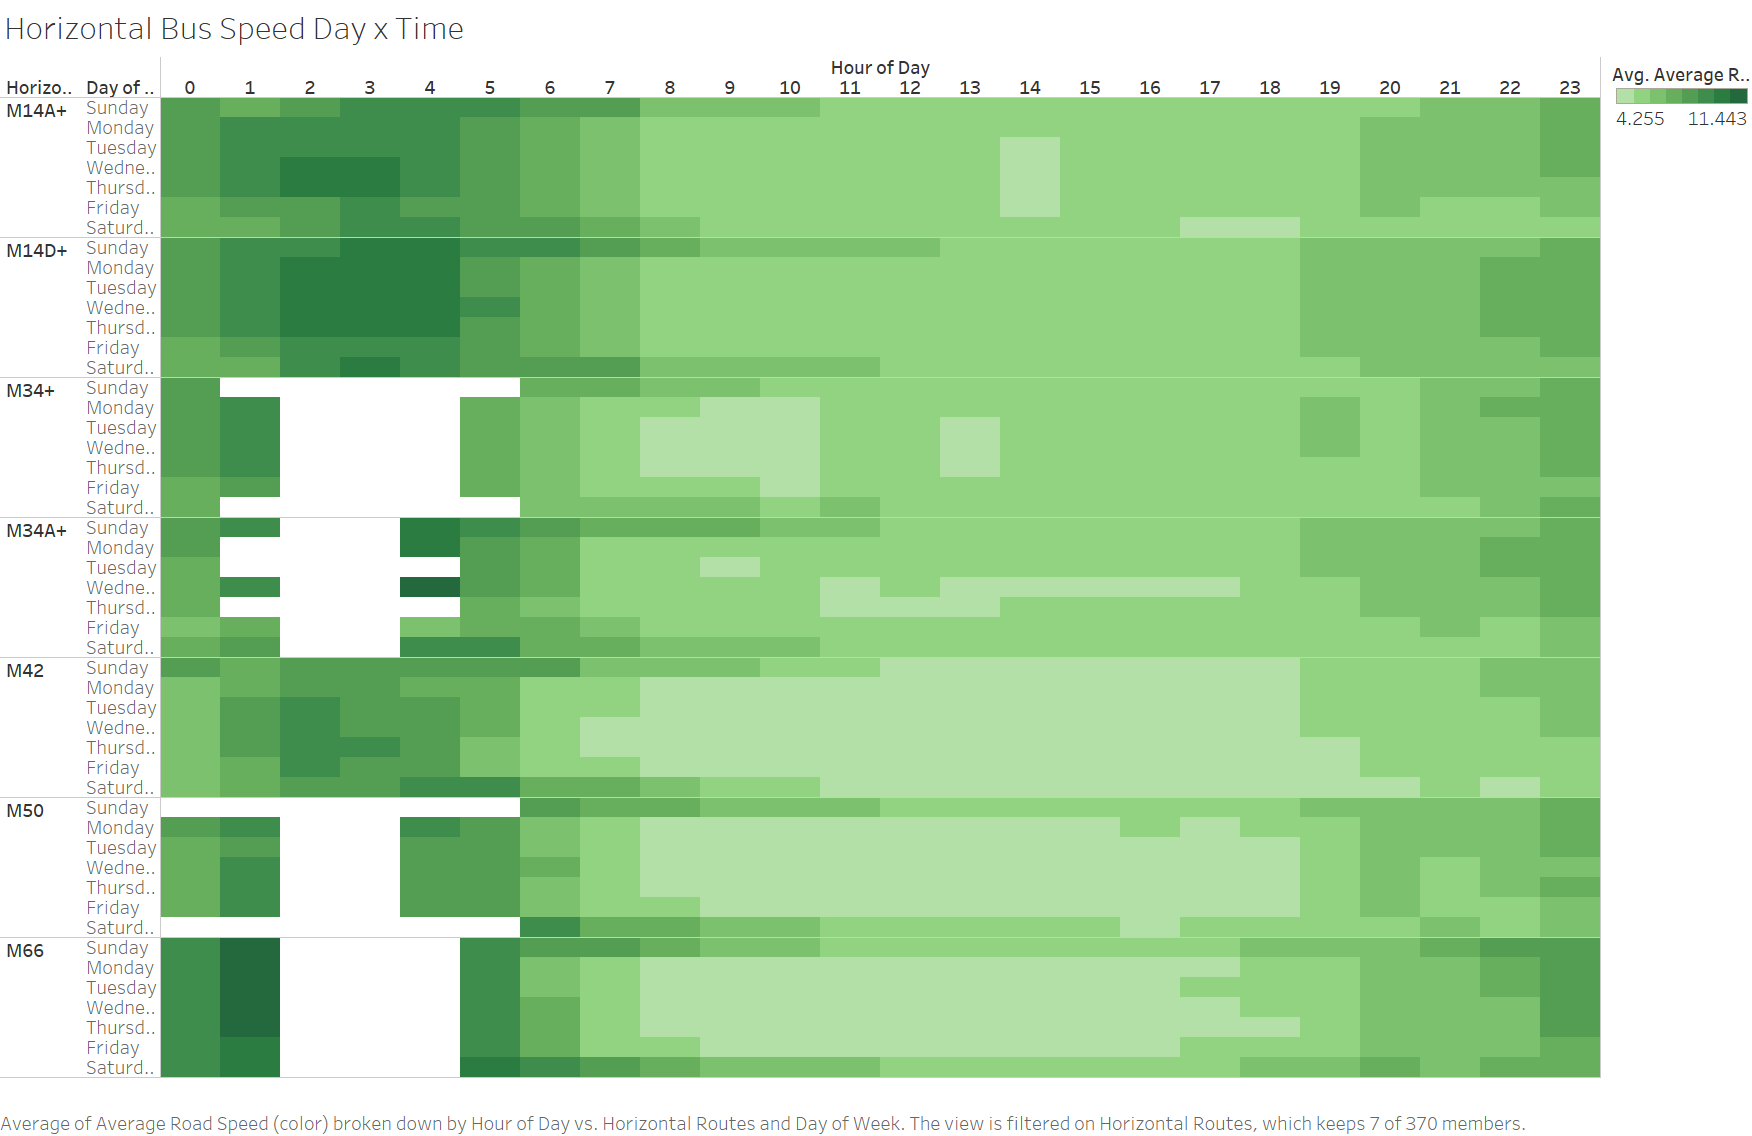 Horizontal Bus Speed Day x Time
Hour of Day
Horizo.. Day of .. 0 1 2 3 4 5 6 7 8 9 10 11 12 13 14 15 16 17 18 19 20 21 22 23
Avg. Average R..
4.255 11.443
M14A+ Sunday
Monday
Tuesday
Wedne..
Thursd..
Friday
Saturd..
M14D+ Sunday
Monday
Tuesday
Wedne..
Thursd..
Friday
Saturd..
M34+ Sunday
Monday
Tuesday
Wedne..
Thursd..
Friday
Saturd..
M34A+ Sunday
Monday
Tuesday
Wedne..
Thursd..
Friday
Saturd..
M42 Sunday
Monday
Tuesday
Wedne..
Thursd..
Friday
Saturd..
M50 Sunday
Monday
Tuesday
Wedne..
Thursd..
Friday
Saturd..
M66 Sunday
Monday
Tuesday
Wedne..
Thursd..
Friday
Saturd..
Average of Average Road Speed (color) broken down by Hour of Day vs. Horizontal Routes and Day of Week. The view is filtered on Horizontal Routes, which keeps 7 of 370 members.